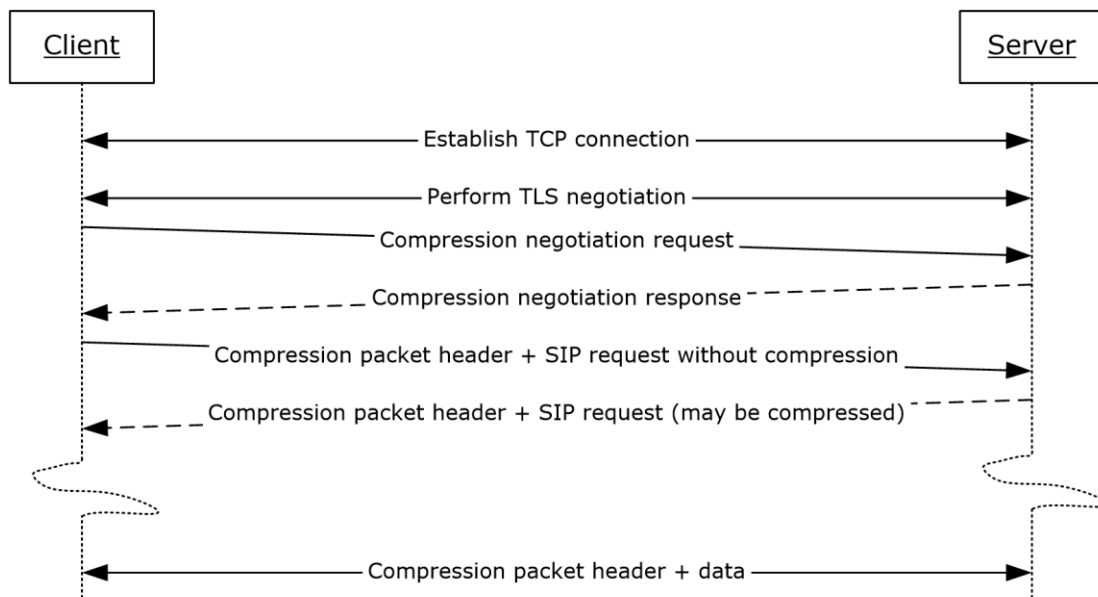 Client
Server
Establish TCP connection
Perform TLS negotiation
Compression negotiation request
Compression negotiation response
Compression packet header + SIP request without compression
Compression packet header + SIP request (may be compressed)
Compression packet header + data